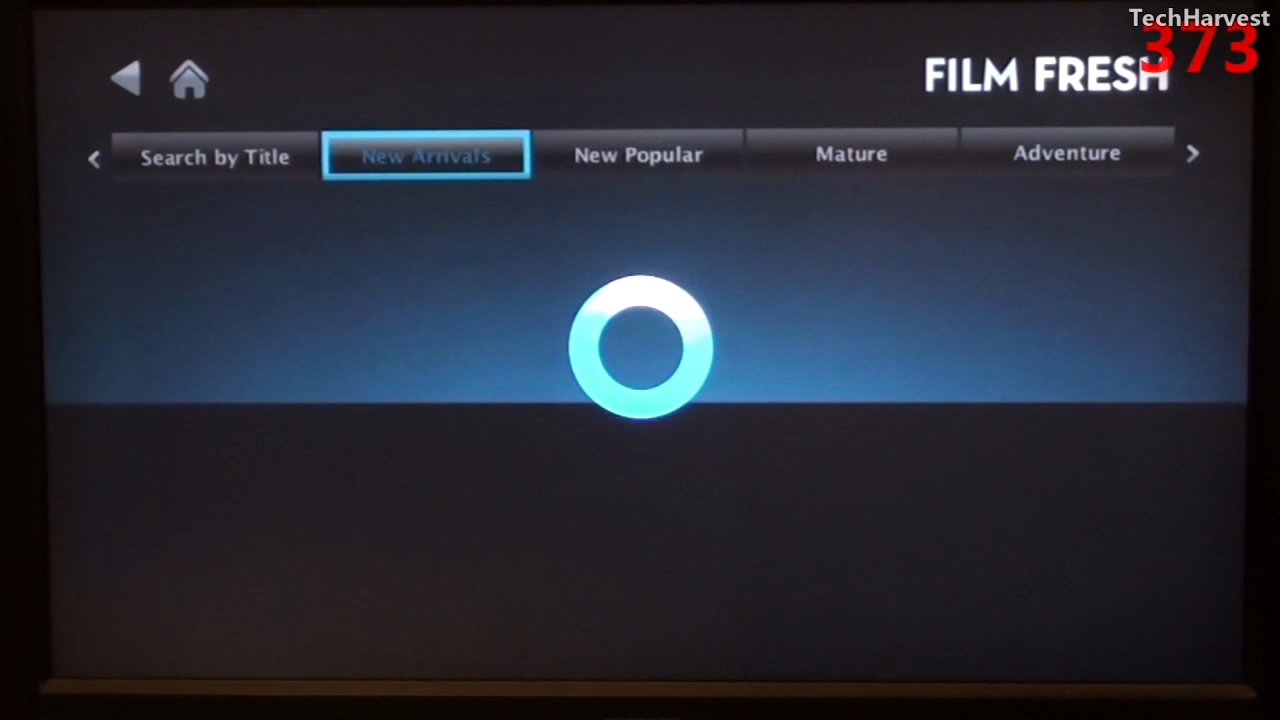 TechHarvest
373
FILM FRESH
Search by Title
New Arrivals
New Popular
Mature
Adventure